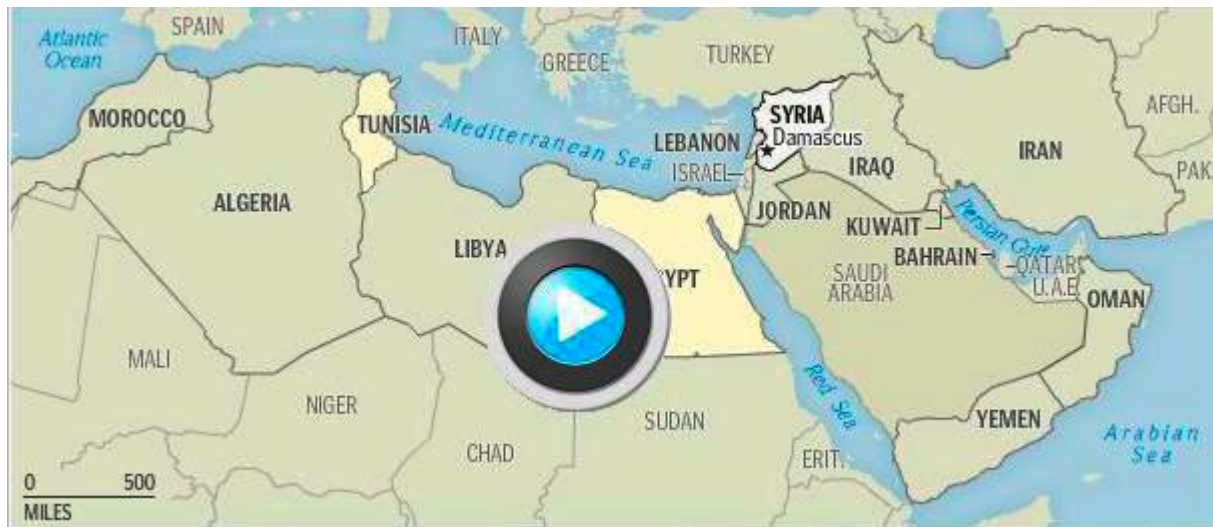 SPAIN
Atlantic
Ocean
ITALY
GREECE
TURKEY
AFGH.
MOROCCO
TUNISIA
Mediterranean Sea
LEBANON
SYRIA
Damascus
ISRAEL
IRAQ
IRAN
PAK.
ALGERIA
LIBYA
YPT
JORDAN
KUWAIT
Persian Gulf
BAHRAIN
QATAR
U.A.E
SAUDI
ARABIA
OMAN
MALI
NIGER
CHAD
SUDAN
Red Sea
ERIT.
YEMEN
Arabian
Sea
0 500
MILES